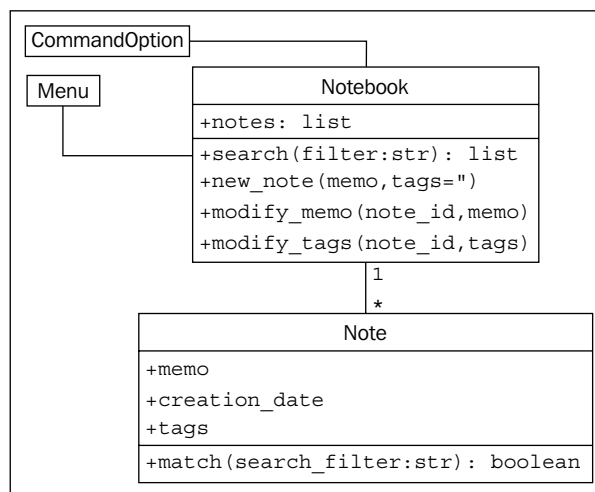 CommandOption
Menu
Notebook
+notes: list
+search(filter:str): list
+new_note(memo,tags=")
+modify_memo(note_id,memo)
+modify_tags(note_id,tags)
1
*
Note
+memo
+creation_date
+tags
+match(search_filter:str): boolean